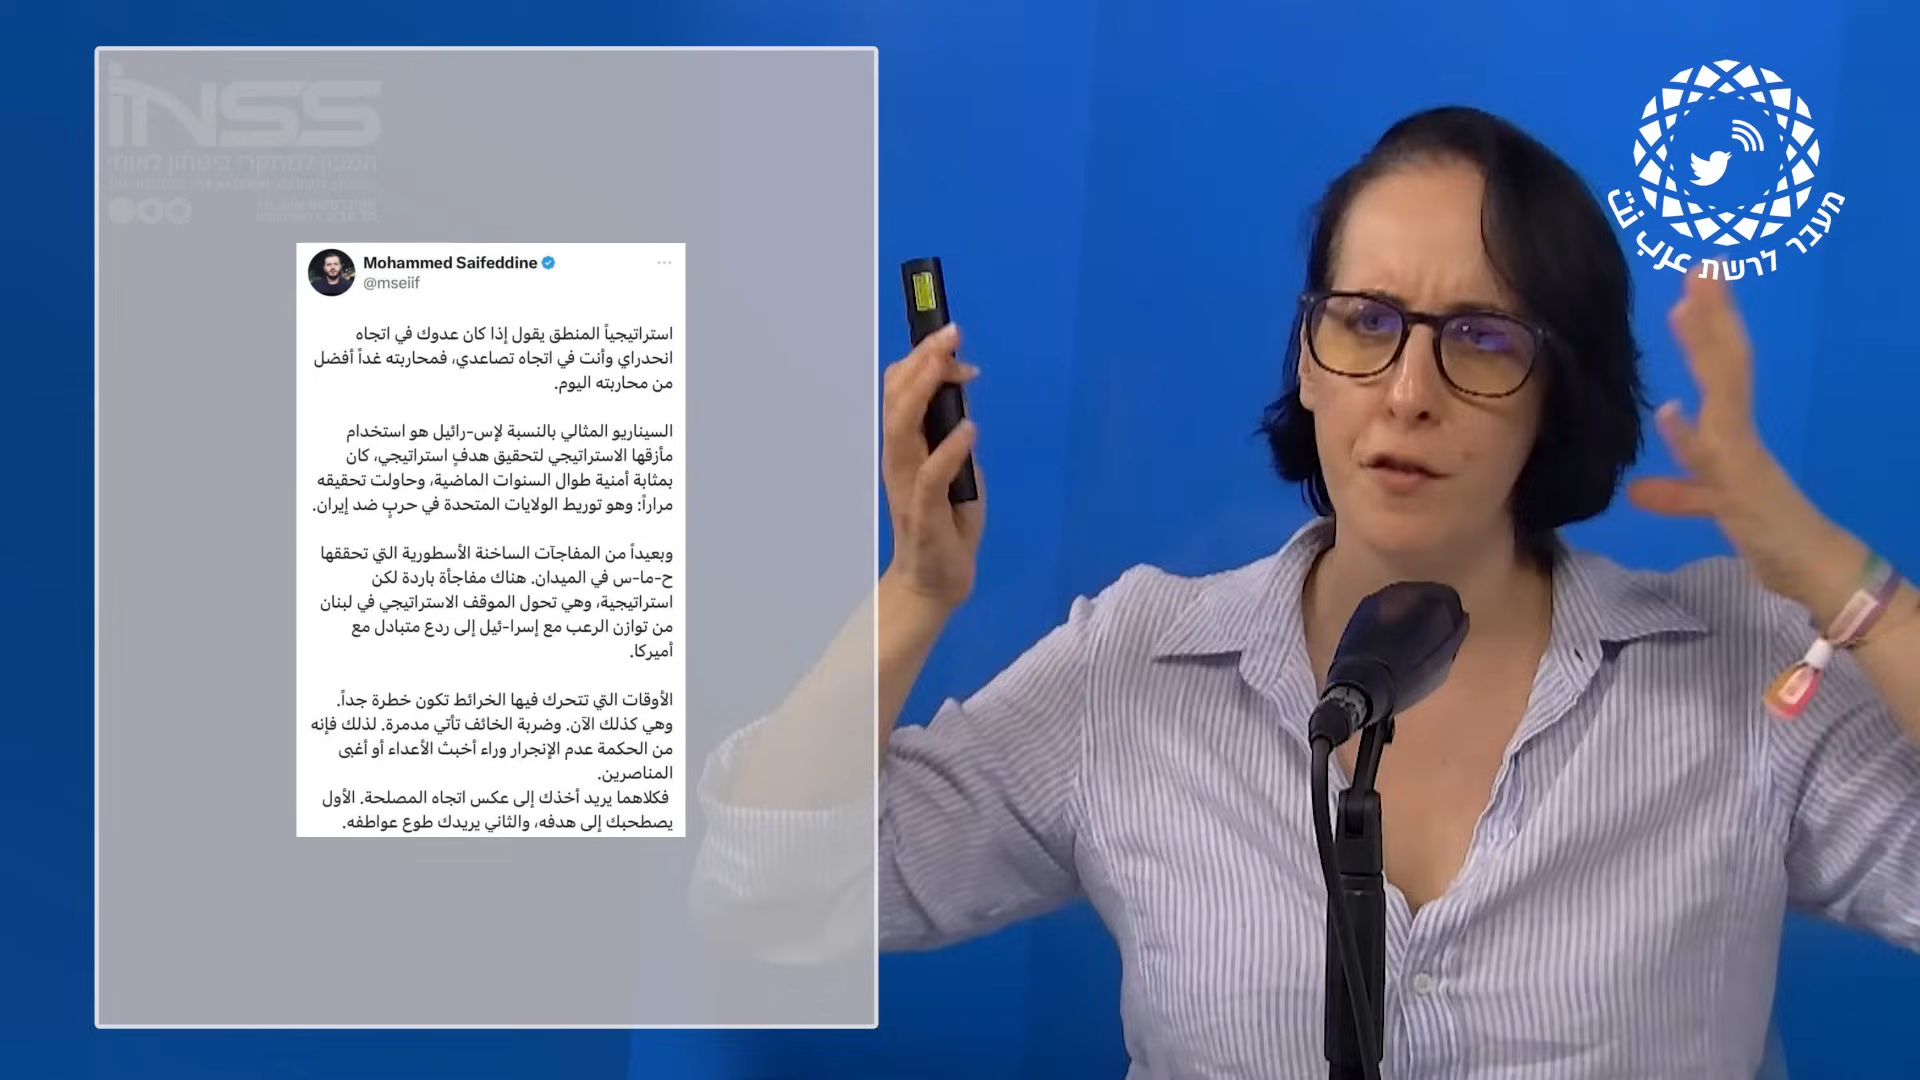 iNSS
המכון למחקרי ביטחון לאומי
Mohammed Saifeddine
@mseiif
استراتيجياً المنطق يقول إذا كان عدوك في اتجاه
انحدراي وأنت في اتجاه تصاعدي، فمحاربته غداً أفضل
من محاربته اليوم.
السيناريو المثالي بالنسبة لإس-رائيل هو استخدام
مأزقها الاستراتيجي لتحقيق هدفٍ استراتيجي، كان
بمثابة أمنية طوال السنوات الماضية، وحاولت تحقيقه
مراراً: وهو توريط الولايات المتحدة في حربٍ ضد إيران.
وبعيداً من المفاجآت الساخنة الأسطورية التي تحققها
ح-ما-س في الميدان. هناك مفاجأة باردة لكن
استراتيجية، وهي تحول الموقف الاستراتيجي في لبنان
من توازن الرعب مع إسرا-ئيل إلى ردع متبادل مع
أميركا.
الأوقات التي تتحرك فيها الخرائط تكون خطرة جداً.
وهي كذلك الآن. وضربة الخائف تأتي مدمرة. لذلك فإنه
من الحكمة عدم الإنجرار وراء أخبث الأعداء أو أغبى
المناصرين.
فكلاهما يريد أخذك إلى عكس اتجاه المصلحة. الأول
يصطحبك إلى هدفه، والثاني يريدك طوع عواطفه.
מעבר לרשת عرب נט